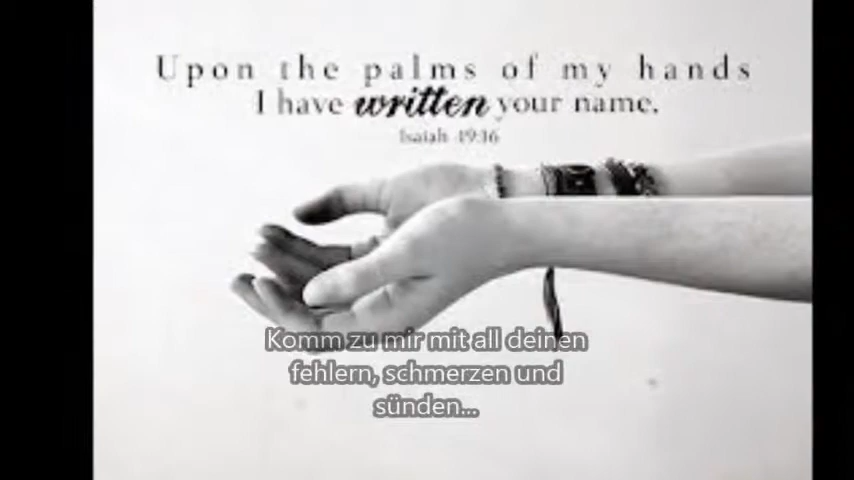 Upon the palms of my hands
I have written your name.
Isaiah 49:16
Komm zu mir mit all deinen
fehlern, schmerzen und
sünden...